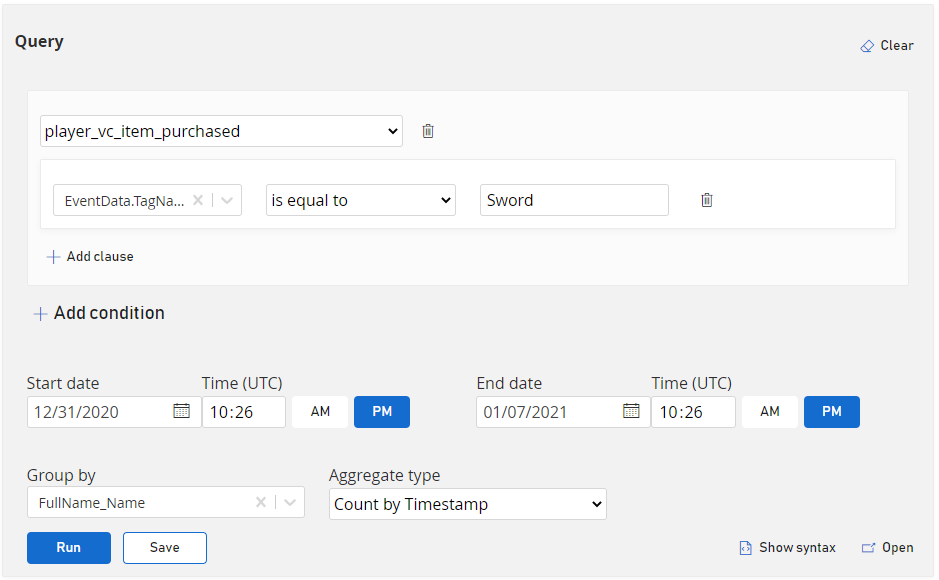 Query
Clear
player_vc_item_purchased
EventData.TagNa... is equal to Sword
Add clause
Add condition
Start date Time (UTC) End date Time (UTC)
12/31/2020 10:26 AM PM 01/07/2021 10:26 AM PM
Group by Aggregate type
FullName_Name Count by Timestamp
Run Save Show syntax Open